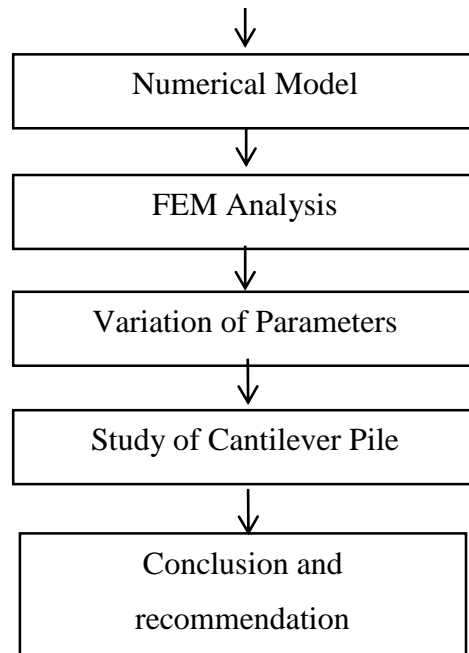 Numerical Model
FEM Analysis
Variation of Parameters
Study of Cantilever Pile
Conclusion and
recommendation